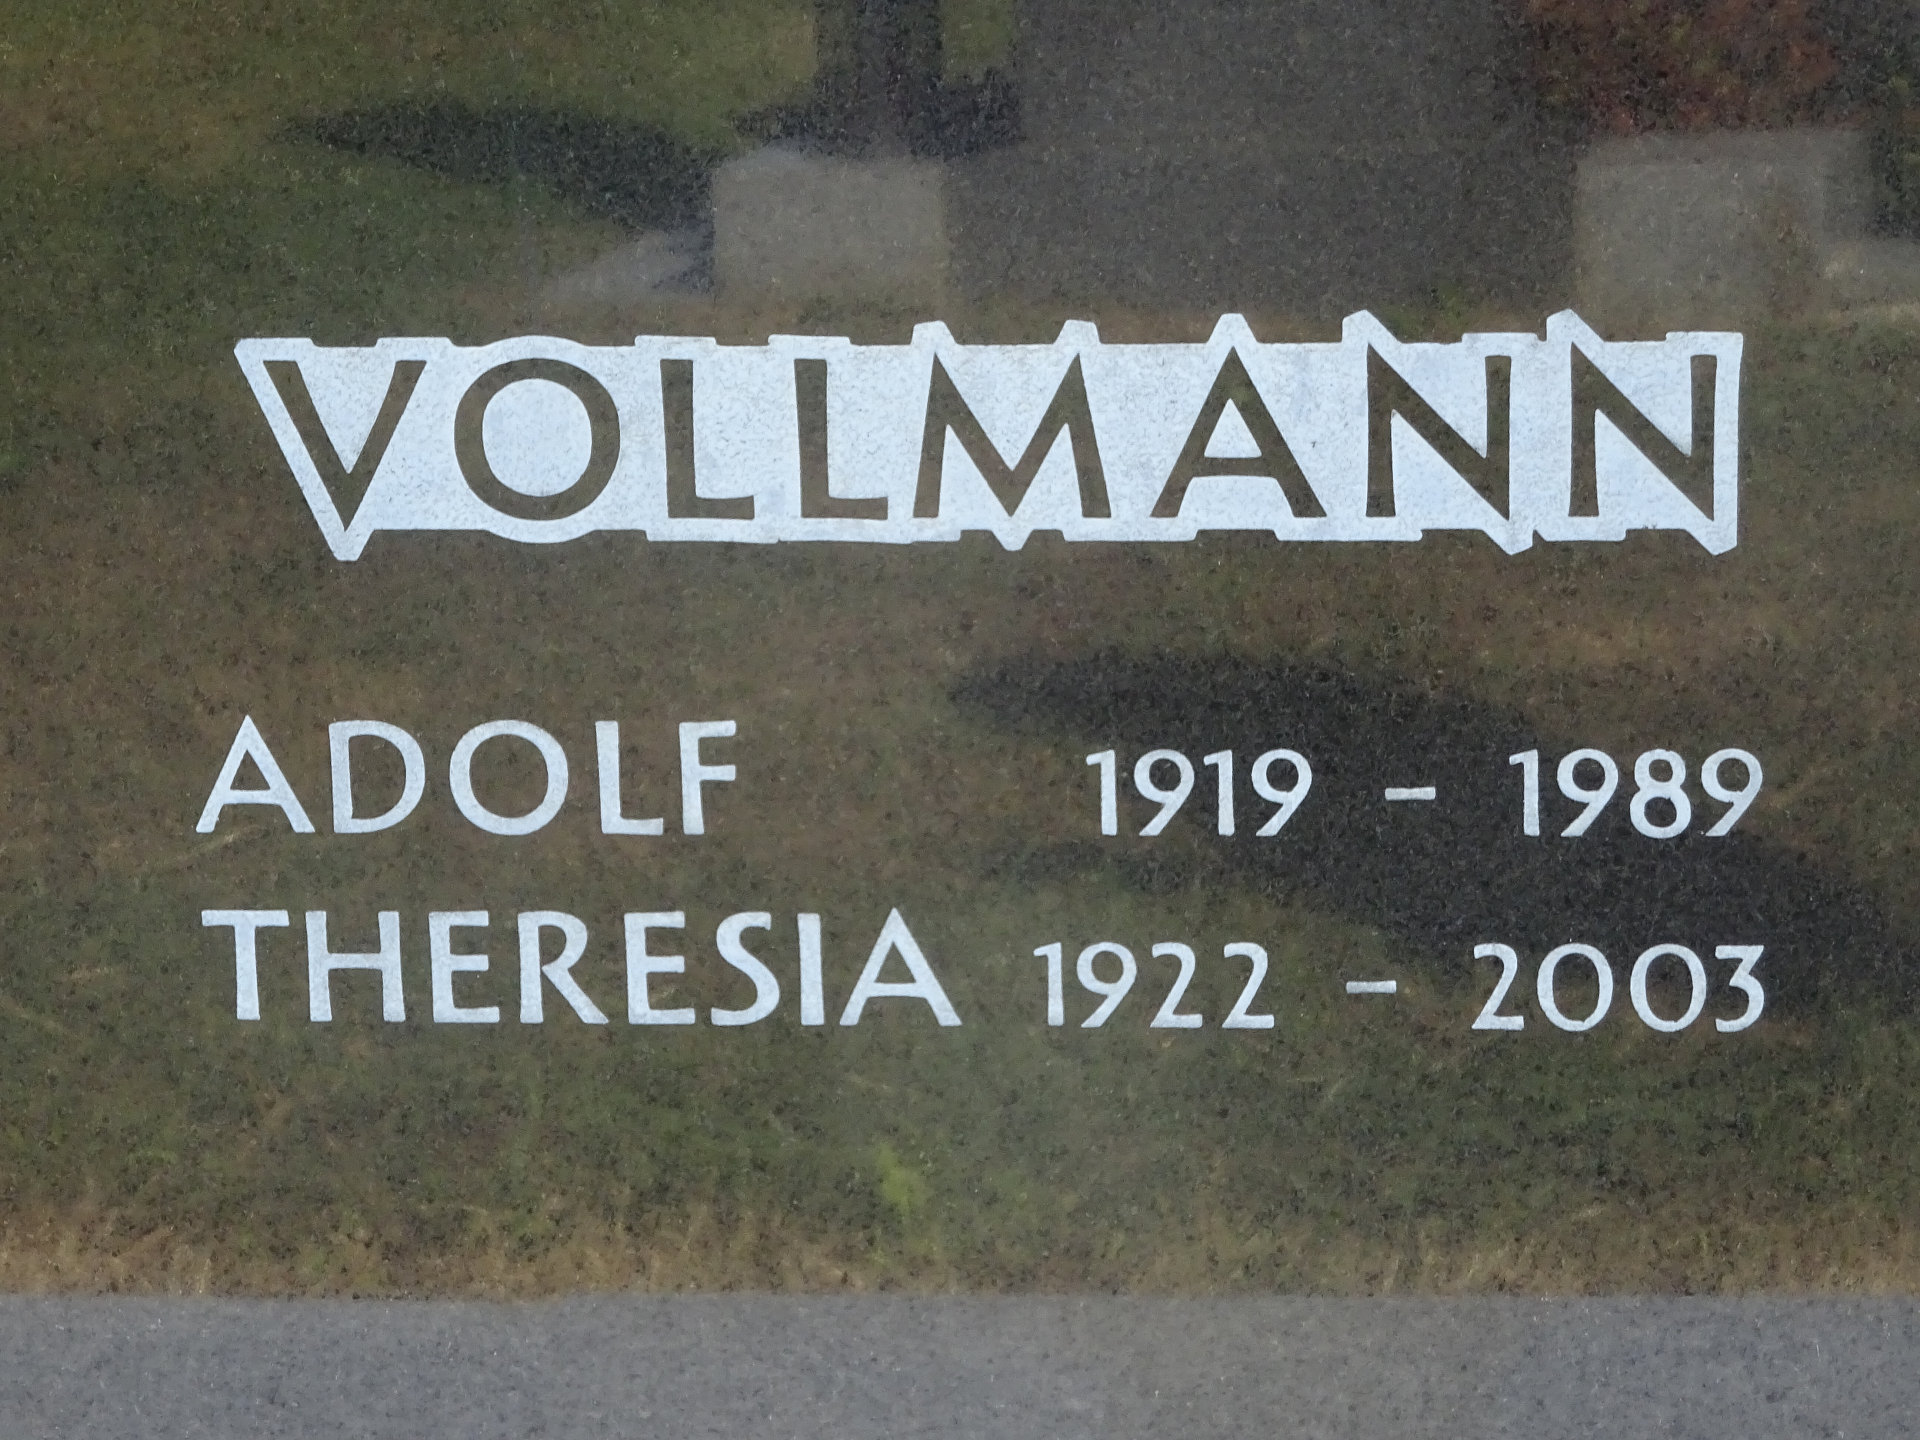 VOLLMANN
ADOLF 1919 - 1989
THERESIA 1922 - 2003